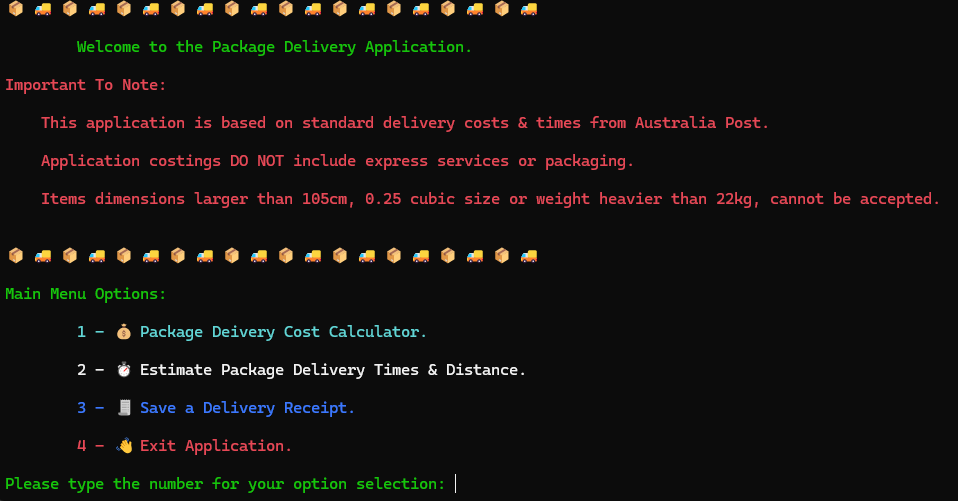 Welcome to the Package Delivery Application.
Important To Note:
This application is based on standard delivery costs & times from Australia Post.
Application costings DO NOT include express services or packaging.
Items dimensions larger than 105cm, 0.25 cubic size or weight heavier than 22kg, cannot be accepted.
Main Menu Options:
1 - 💰 Package Deivery Cost Calculator.
2 - ⏱️ Estimate Package Delivery Times & Distance.
3 - 🧾 Save a Delivery Receipt.
4 - 👋 Exit Application.
Please type the number for your option selection: